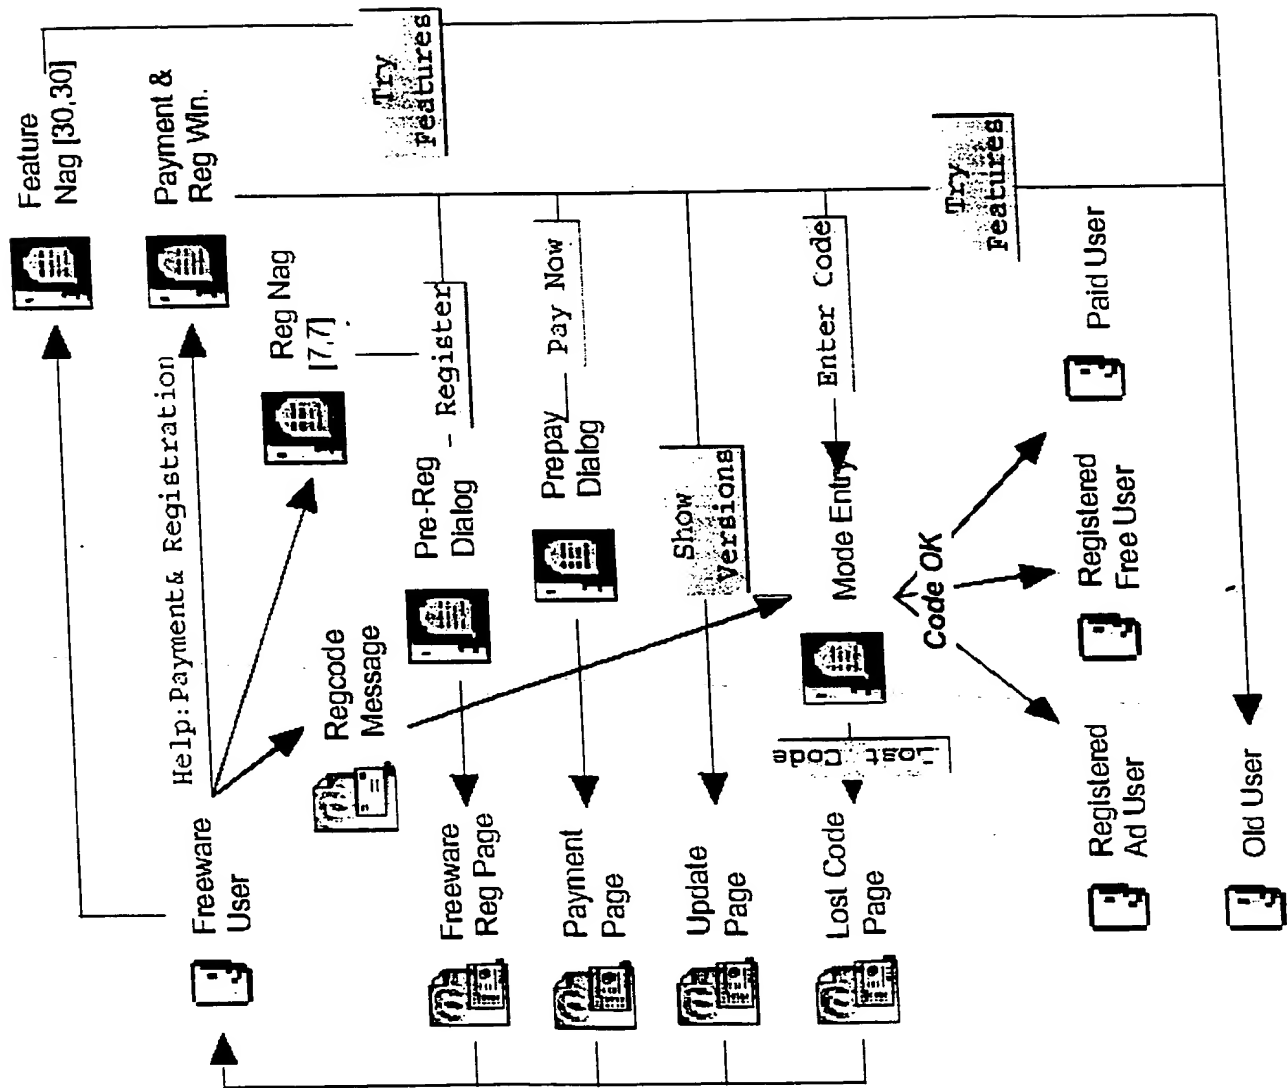 Feature
Nag [30,30]
Payment &
Reg WIn.
Help:Payment& Registration
Try
Features
Reg Nag
[7,7]
Freeware
User
Regcode
Message
Pre-Reg
Dialog
Register
Prepay
Dialog
Pay Now
Show
Versions
Enter Code
Mode Entry
Try
Features
Freeware
Reg Page
Payment
Page
Update
Page
Lost Code
Page
Lost Code
Code OK
Registered
Ad User
Registered
Free User
Paid User
Old User